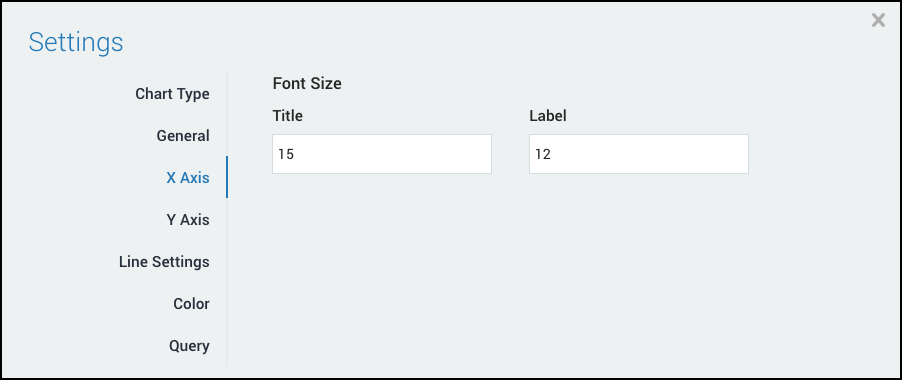 Settings
Chart Type
General
X Axis
Y Axis
Line Settings
Color
Query
Font Size
Title Label
15 12